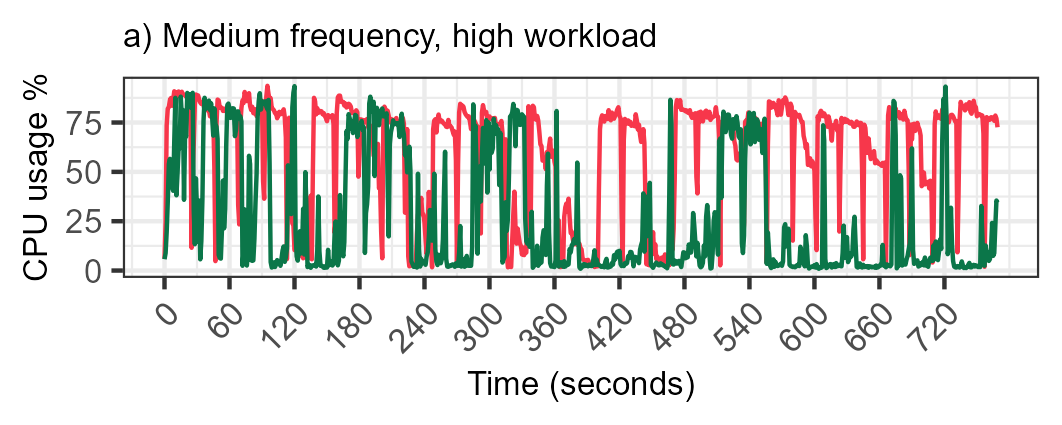 a) Medium frequency, high workload
CPU usage %
75
50
25
0
0 60 120 180 240 300 360 420 480 540 600 660 720
Time (seconds)